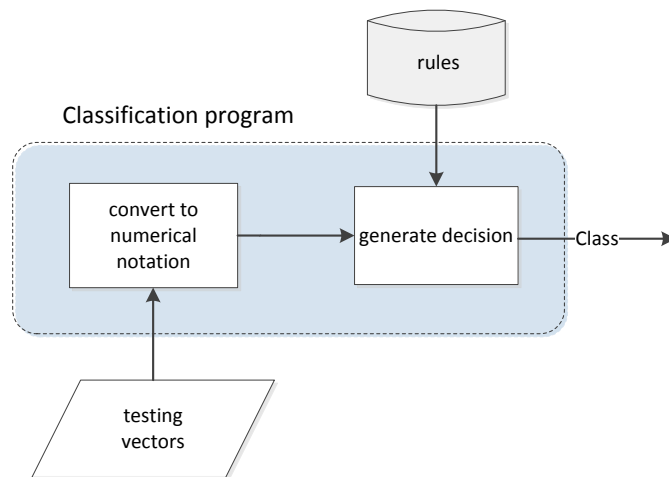 rules
Classification program
convert to
numerical
notation
generate decision
Class
testing
vectors